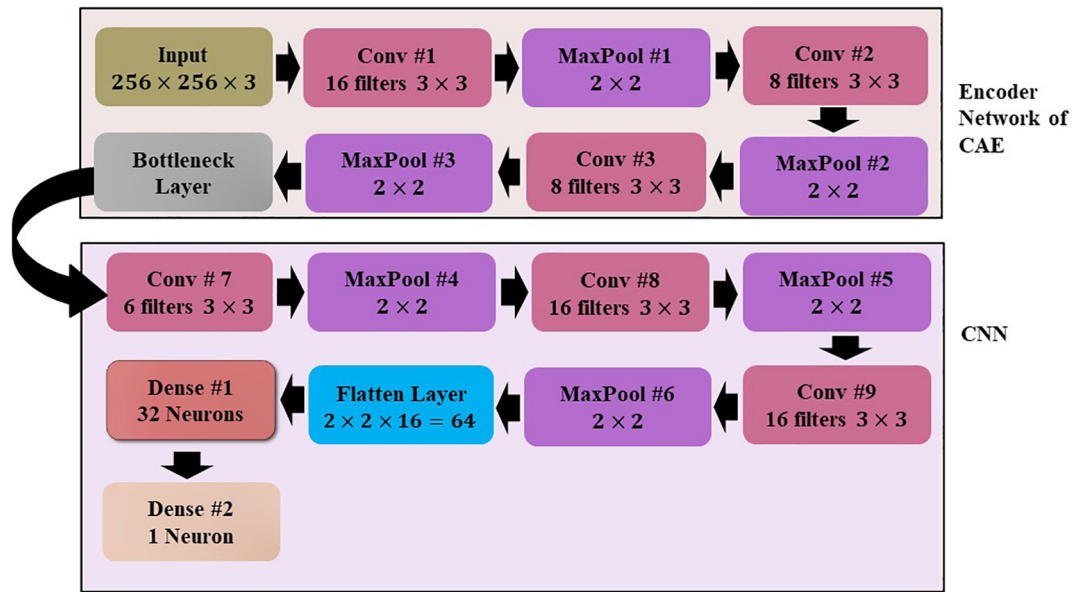 Input
256 × 256 × 3
Conv #1
16 filters 3 × 3
MaxPool #1
2 × 2
Conv #2
8 filters 3 × 3
Encoder
Network of
CAE
Bottleneck
Layer
MaxPool #3
2 × 2
Conv #3
8 filters 3 × 3
MaxPool #2
2 × 2
Conv # 7
6 filters 3 × 3
MaxPool #4
2 × 2
Conv #8
16 filters 3 × 3
MaxPool #5
2 × 2
CNN
Dense #1
32 Neurons
Flatten Layer
2 × 2 × 16 = 64
MaxPool #6
2 × 2
Conv #9
16 filters 3 × 3
Dense #2
1 Neuron